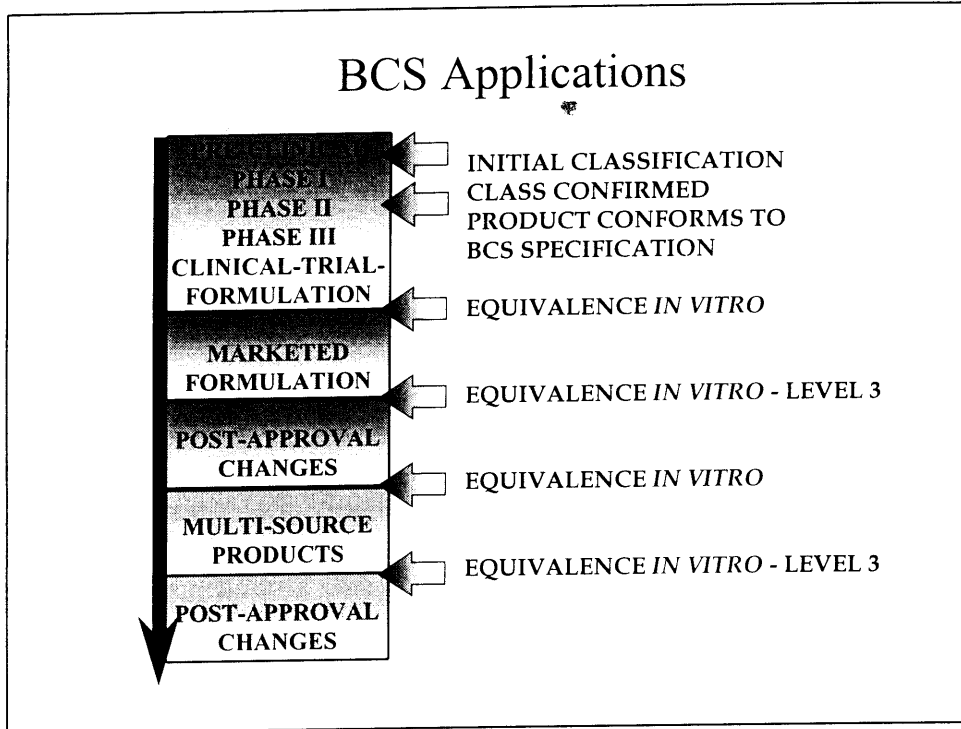 BCS Applications
PRE-CLINICAL
PHASE I
PHASE II
PHASE III
CLINICAL-TRIAL-
FORMULATION
MARKETED
FORMULATION
POST-APPROVAL
CHANGES
MULTI-SOURCE
PRODUCTS
POST-APPROVAL
CHANGES
INITIAL CLASSIFICATION
CLASS CONFIRMED
PRODUCT CONFORMS TO
BCS SPECIFICATION
EQUIVALENCE IN VITRO
EQUIVALENCE IN VITRO - LEVEL 3
EQUIVALENCE IN VITRO
EQUIVALENCE IN VITRO - LEVEL 3